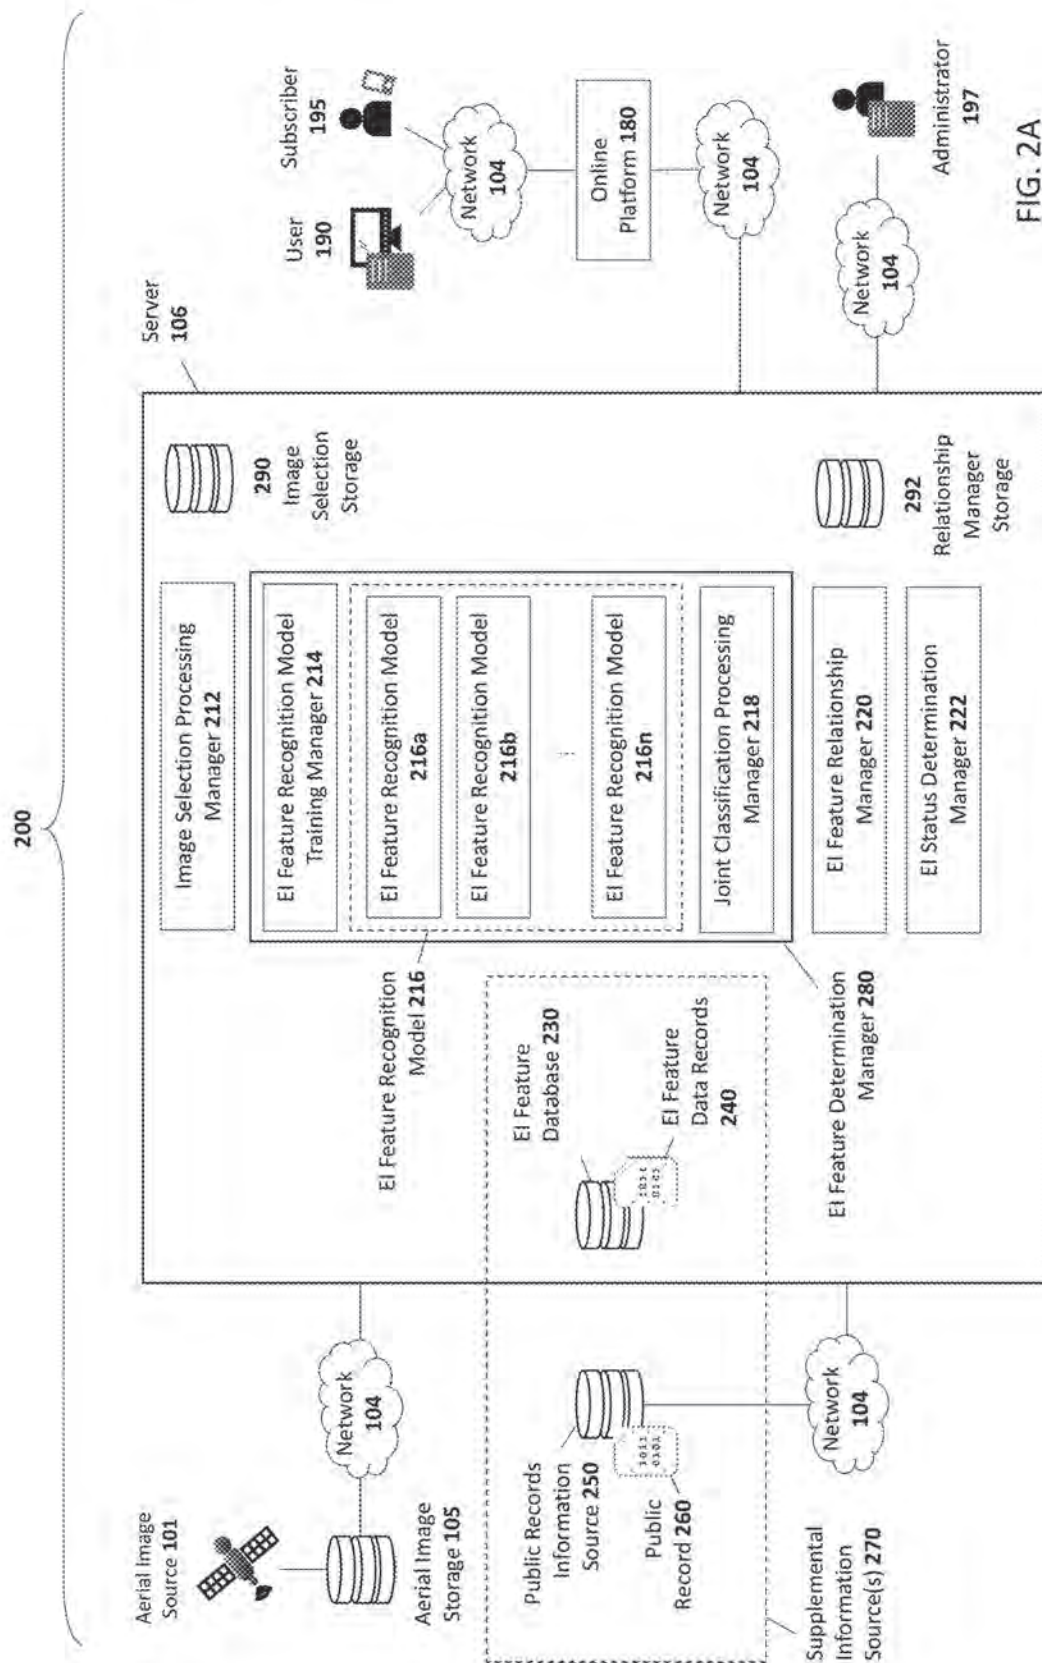 200
Aerial Image
Source 101
Aerial Image
Storage 105
Network
104
Public Records
Information
Source 250
1011
0101
Public
Record 260
Supplemental
Information
Source(s) 270
Network
104
Server
106
EI Feature Recognition
Model 216
EI Feature
Database 230
EI Feature
Data Records
240
EI Feature Determination
Manager 280
Image Selection Processing
Manager 212
EI Feature Recognition Model
Training Manager 214
EI Feature Recognition Model
216a
EI Feature Recognition Model
216b
EI Feature Recognition Model
216n
Joint Classification Processing
Manager 218
EI Feature Relationship
Manager 220
EI Status Determination
Manager 222
290
Image
Selection
Storage
292
Relationship
Manager
Storage
User
190
Subscriber
195
Network
104
Online
Platform 180
Network
104
Network
104
Administrator
197
FIG. 2A